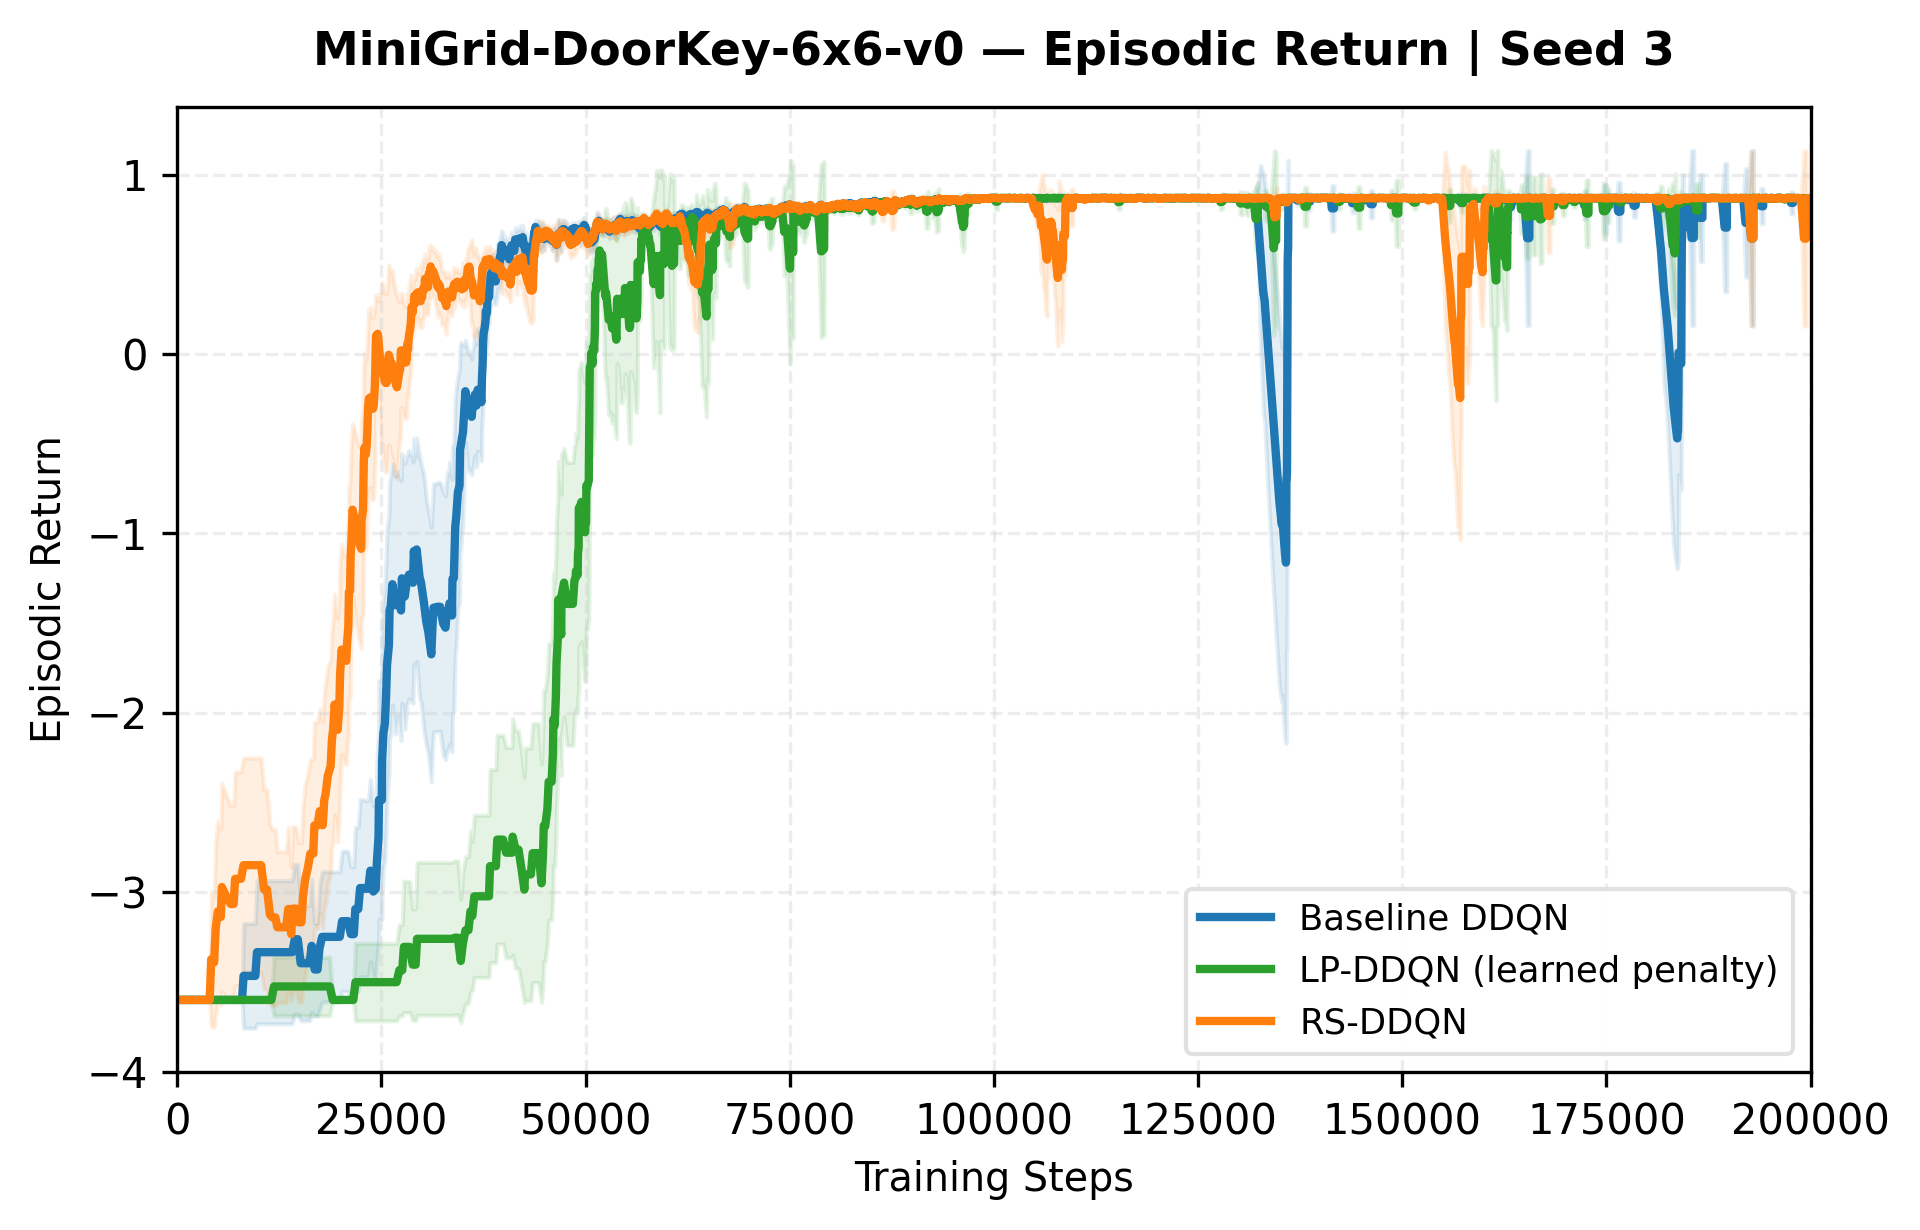 MiniGrid-DoorKey-6x6-v0 — Episodic Return | Seed 3
Episodic Return
1
0
−1
−2
−3
−4
0 25000 50000 75000 100000 125000 150000 175000 200000
Training Steps
Baseline DDQN
LP-DDQN (learned penalty)
RS-DDQN